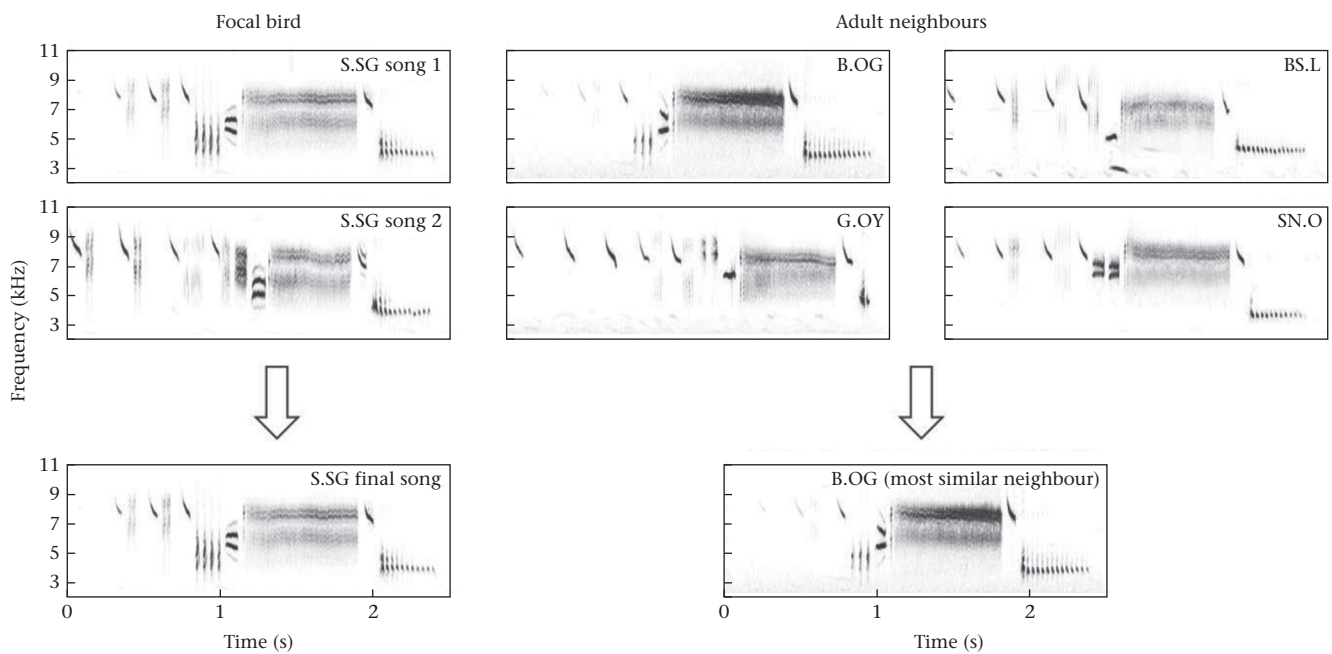 Focal bird
Adult neighbours
11
9
7
5
3
S.SG song 1
B.OG
BS.L
11
9
7
5
3
S.SG song 2
G.OY
SN.O
Frequency (kHz)
11
9
7
5
3
S.SG final song
B.OG (most similar neighbour)
0
1
2
0
1
2
Time (s)
Time (s)